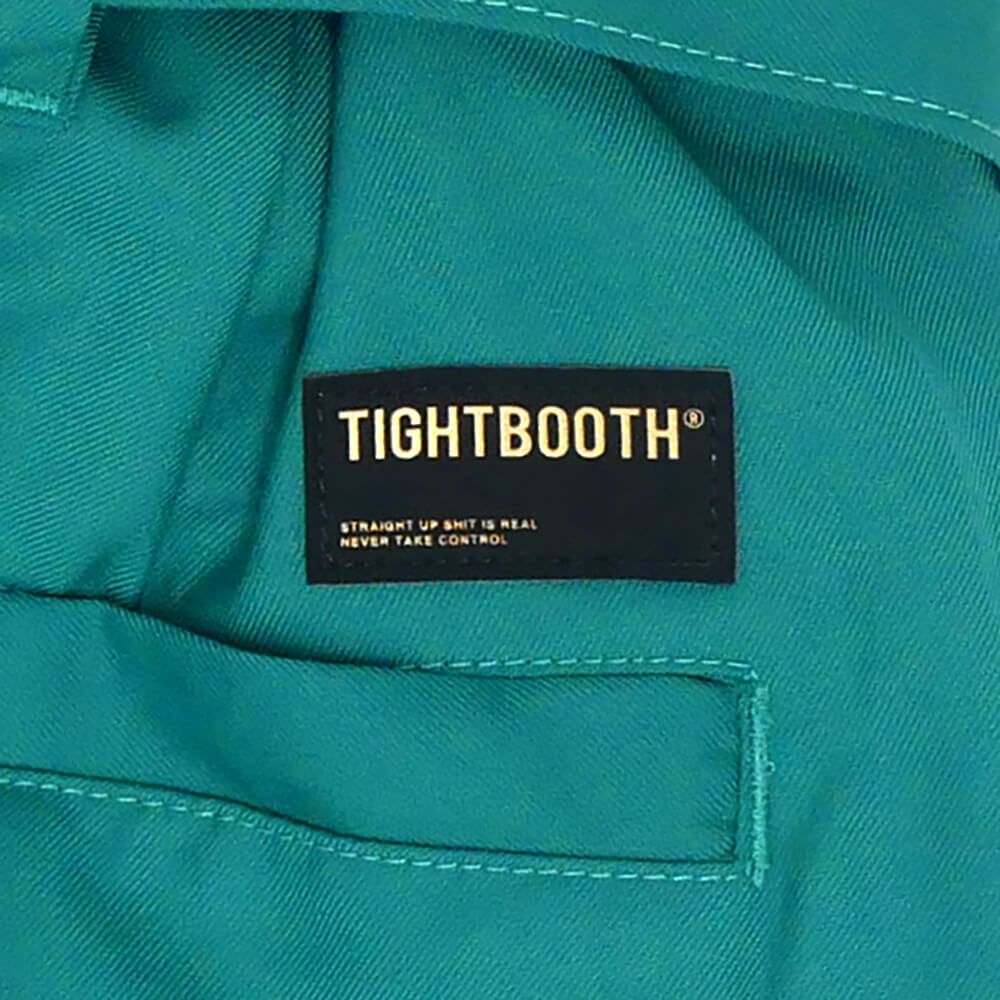 TIGHTBOOTH®
STRAIGHT UP SHIT IS REAL
NEVER TAKE CONTROL